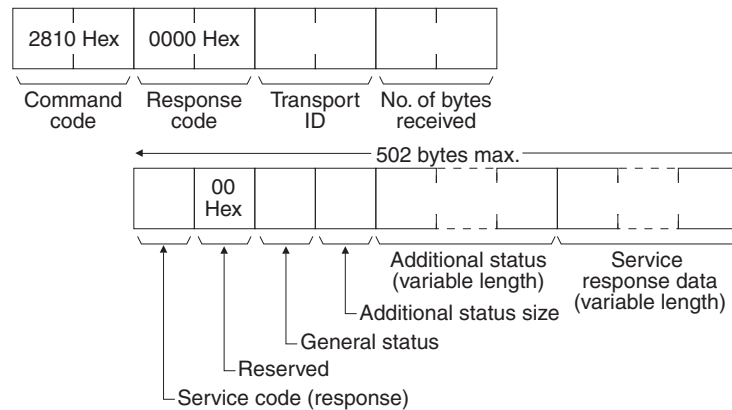 2810 Hex 0000 Hex
Command code
Response code
Transport ID
No. of bytes received
502 bytes max.
00 Hex
Additional status (variable length)
Service response data (variable length)
Additional status size
General status
Reserved
Service code (response)